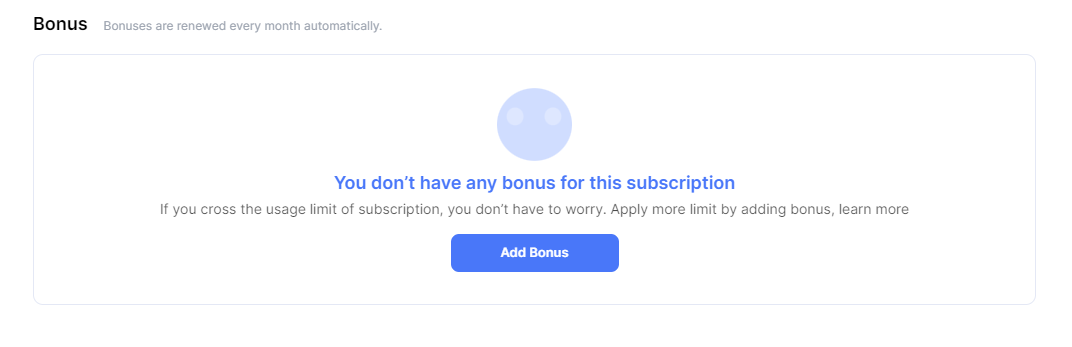 Bonus Bonuses are renewed every month automatically.
You don’t have any bonus for this subscription
If you cross the usage limit of subscription, you don’t have to worry. Apply more limit by adding bonus, learn more
Add Bonus